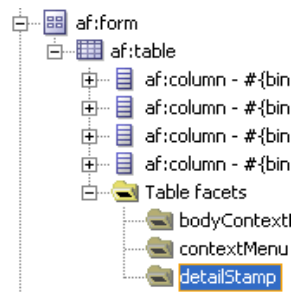 af:form
af:table
af:column - #{bin
af:column - #{bin
af:column - #{bin
af:column - #{bin
Table facets
bodyContext
contextMenu
detailStamp